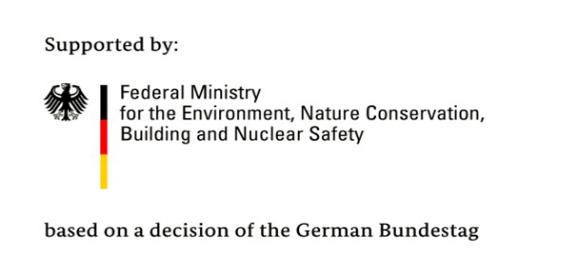 Supported by:
Federal Ministry
for the Environment, Nature Conservation,
Building and Nuclear Safety
based on a decision of the German Bundestag